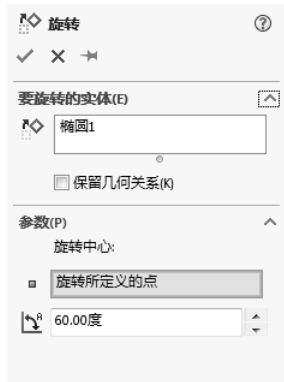 旋转
要旋转的实体(E)
椭圆1
保留几何关系(K)
参数(P)
旋转中心:
旋转所定义的点
60.00度